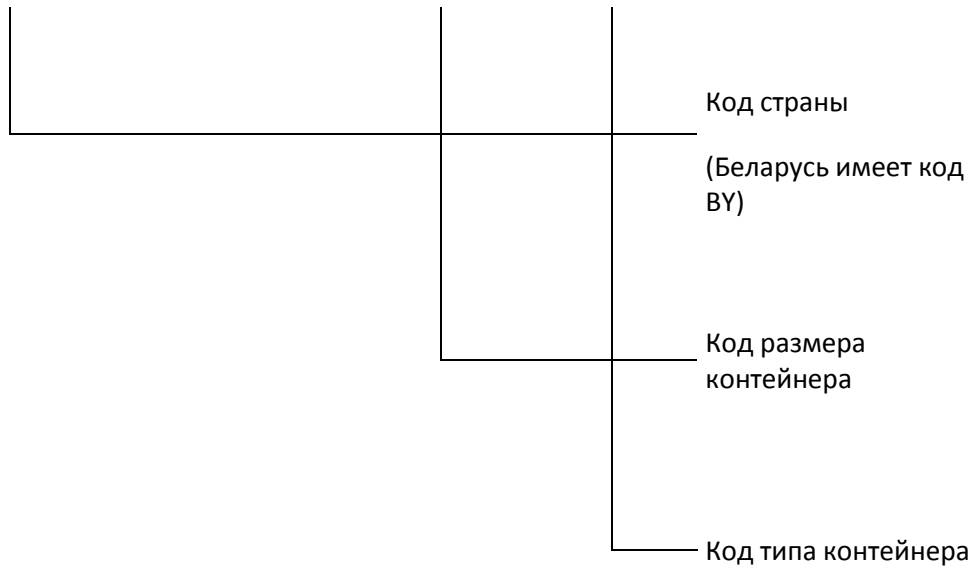 Код страны
(Беларусь имеет код
BY)
Код размера
контейнера
Код типа контейнера